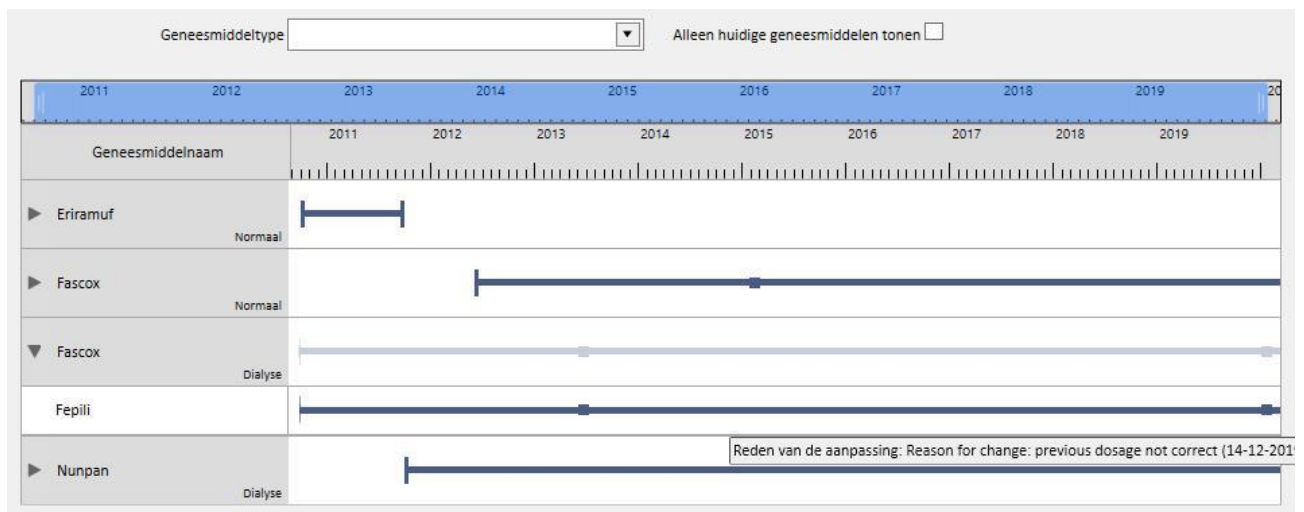 Geneesmiddeltype Alleen huidige geneesmiddelen tonen
2011 2012 2013 2014 2015 2016 2017 2018 2019 20
Geneesmiddelnaam
2011 2012 2013 2014 2015 2016 2017 2018 2019
Eriramuf
Normaal
Fascox
Normaal
Fascox
Dialyse
Fepili
Reden van de aanpassing: Reason for change: previous dosage not correct (14-12-2019
Nunpan
Dialyse